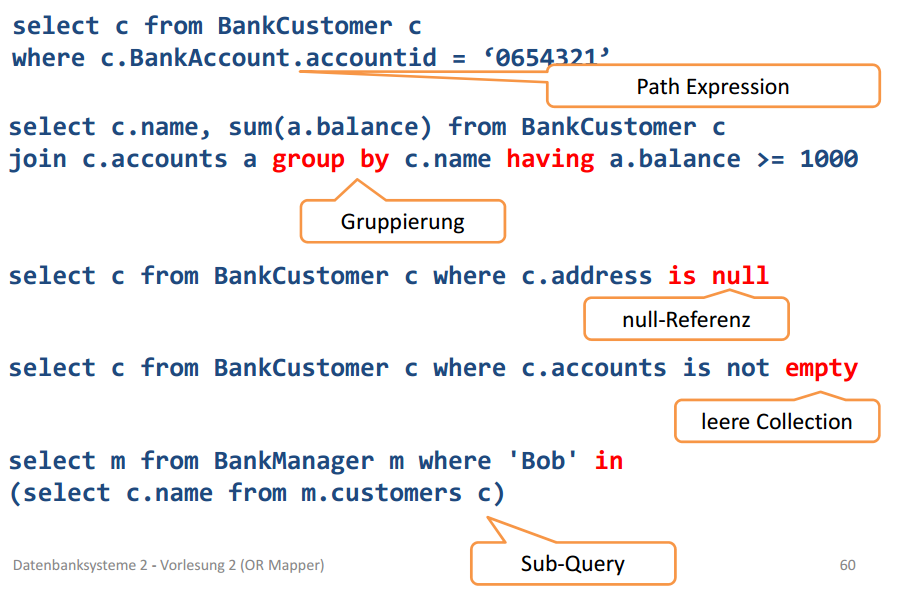 select c from BankCustomer c
where c.BankAccount.accountid = ‘0654321’
Path Expression
select c.name, sum(a.balance) from BankCustomer c
join c.accounts a group by c.name having a.balance >= 1000
Gruppierung
select c from BankCustomer c where c.address is null
null-Referenz
select c from BankCustomer c where c.accounts is not empty
leere Collection
select m from BankManager m where 'Bob' in
(select c.name from m.customers c)
Sub-Query
Datenbanksysteme 2 - Vorlesung 2 (OR Mapper)
60